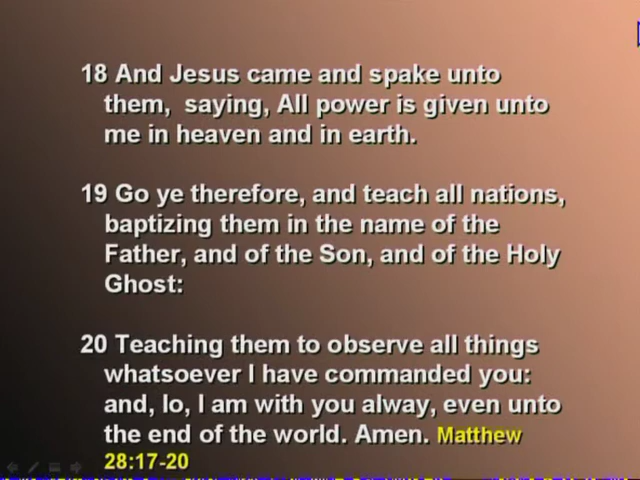 18 And Jesus came and spake unto
them, saying, All power is given unto
me in heaven and in earth.
19 Go ye therefore, and teach all nations,
baptizing them in the name of the
Father, and of the Son, and of the Holy
Ghost:
20 Teaching them to observe all things
whatsoever I have commanded you:
and, lo, I am with you alway, even unto
the end of the world. Amen. Matthew
28:17-20